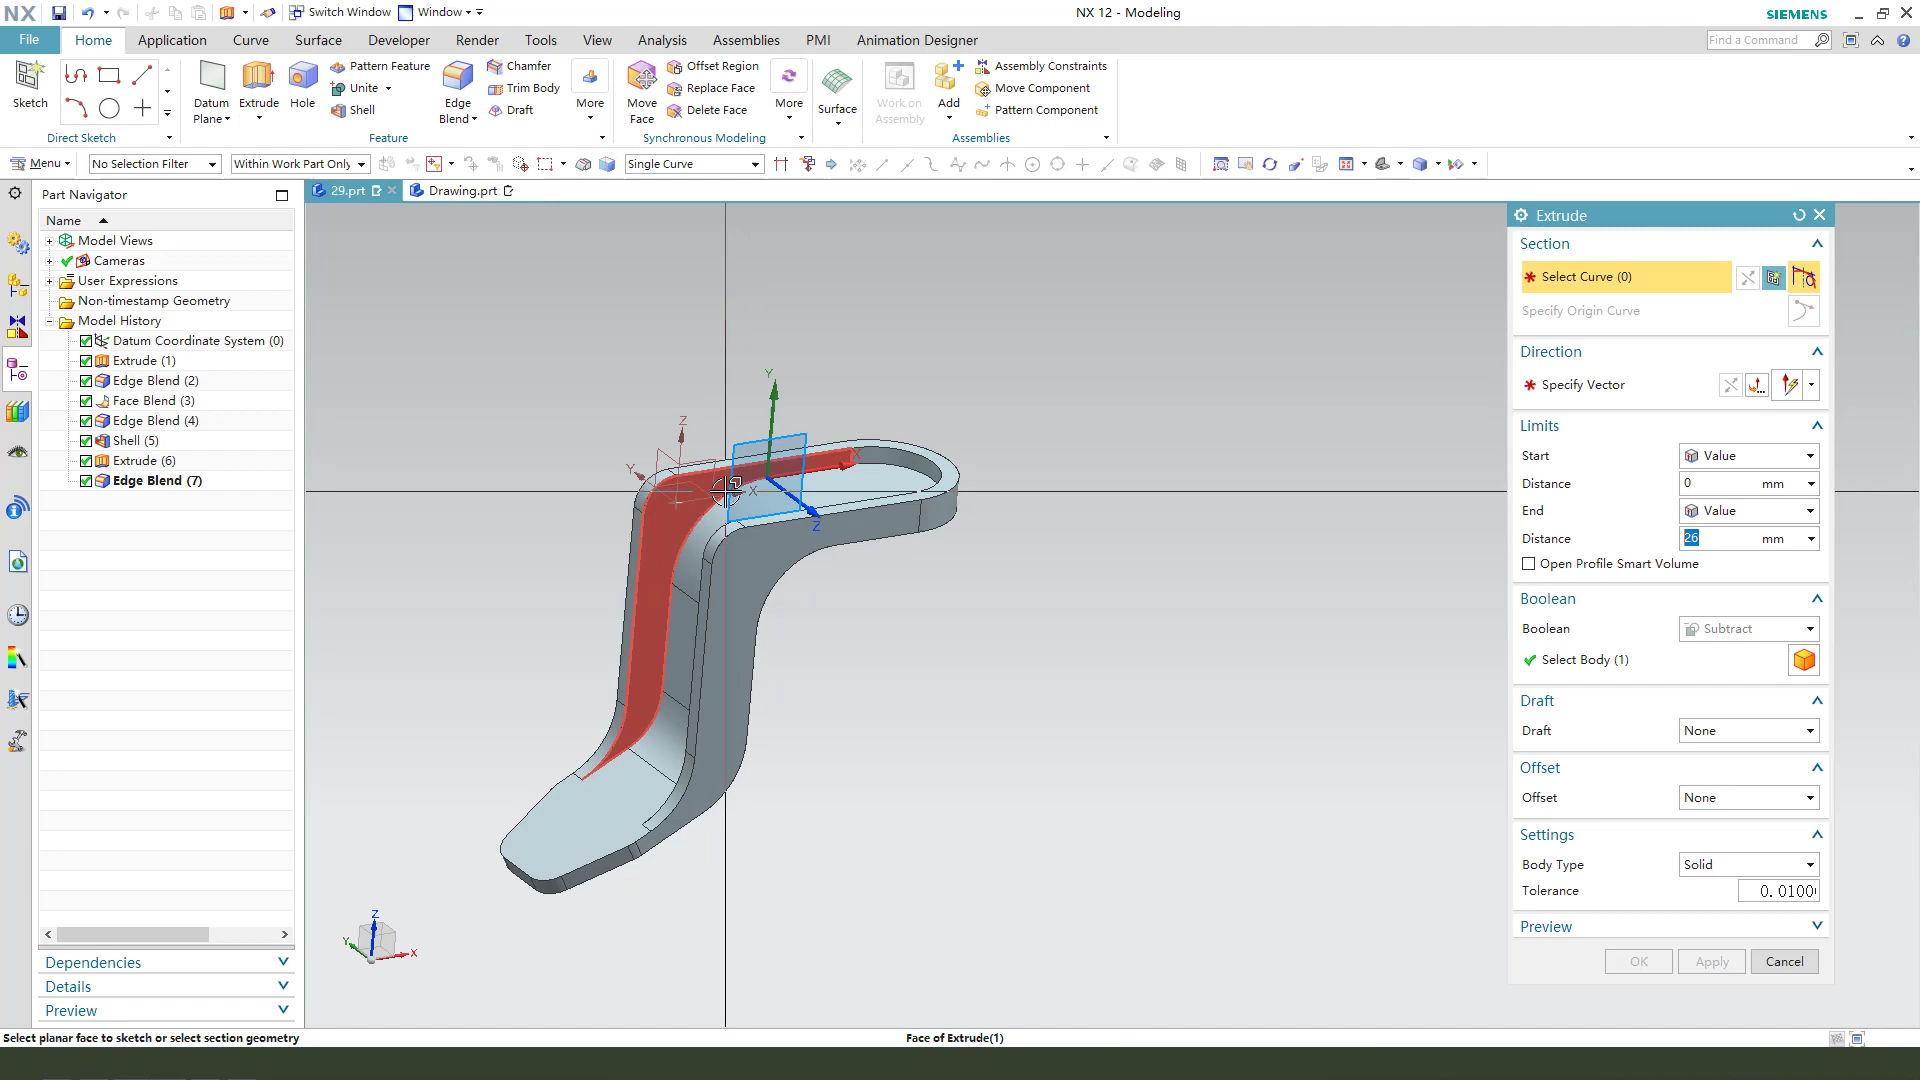 NX
Switch Window
Window
NX 12 - Modeling
SIEMENS
File
Home
Application
Curve
Surface
Developer
Render
Tools
View
Analysis
Assemblies
PMI
Animation Designer
Find a Command
Sketch
Direct Sketch
Datum Plane
Extrude
Hole
Pattern Feature
Unite
Shell
Edge Blend
Chamfer
Trim Body
Draft
More
Feature
Move Face
Offset Region
Replace Face
Delete Face
More
Synchronous Modeling
Surface
Work on Assembly
Add
Assembly Constraints
Move Component
Pattern Component
Assemblies
Menu
No Selection Filter
Within Work Part Only
Single Curve
Part Navigator
29.prt
Drawing.prt
Name
Model Views
Cameras
User Expressions
Non-timestamp Geometry
Model History
Datum Coordinate System (0)
Extrude (1)
Edge Blend (2)
Face Blend (3)
Edge Blend (4)
Shell (5)
Extrude (6)
Edge Blend (7)
Dependencies
Details
Preview
Y
Z
Y
X
X
Z
Z
Y
X
Extrude
Section
* Select Curve (0)
Specify Origin Curve
Direction
* Specify Vector
Limits
Start Value
Distance 0 mm
End Value
Distance 26 mm
Open Profile Smart Volume
Boolean
Boolean Subtract
Select Body (1)
Draft
Draft None
Offset
Offset None
Settings
Body Type Solid
Tolerance 0.0100
Preview
OK Apply Cancel
Select planar face to sketch or select section geometry
Face of Extrude(1)